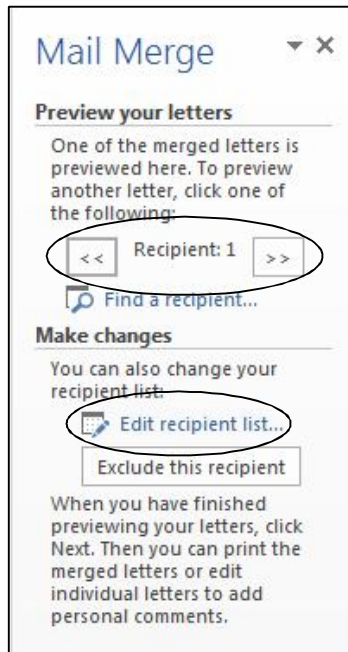 Mail Merge
Preview your letters
One of the merged letters is
previewed here. To preview
another letter, click one of
the following:
<< Recipient: 1 >>
Find a recipient...
Make changes
You can also change your
recipient list:
Edit recipient list...
Exclude this recipient
When you have finished
previewing your letters, click
Next. Then you can print the
merged letters or edit
individual letters to add
personal comments.